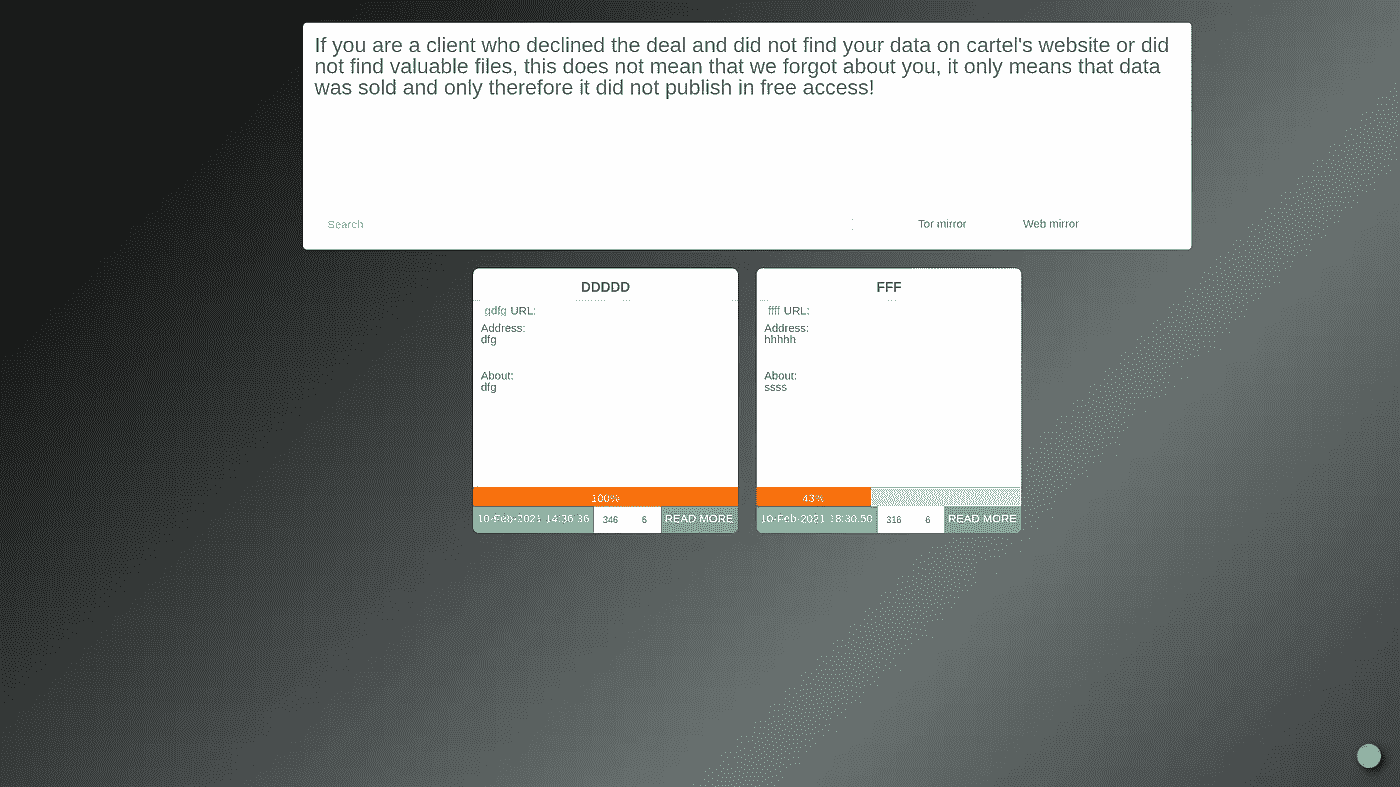 If you are a client who declined the deal and did not find your data on cartel's website or did
not find valuable files, this does not mean that we forgot about you, it only means that data
was sold and only therefore it did not publish in free access!
Search
Tor mirror
Web mirror
DDDDD
gdfg URL:
Address:
dfg
About:
dfg
100%
10-Feb-2021 14:36:36
346
6
READ MORE
FFF
ffff URL:
Address:
hhhhh
About:
ssss
43%
10-Feb-2021 18:30:50
316
6
READ MORE